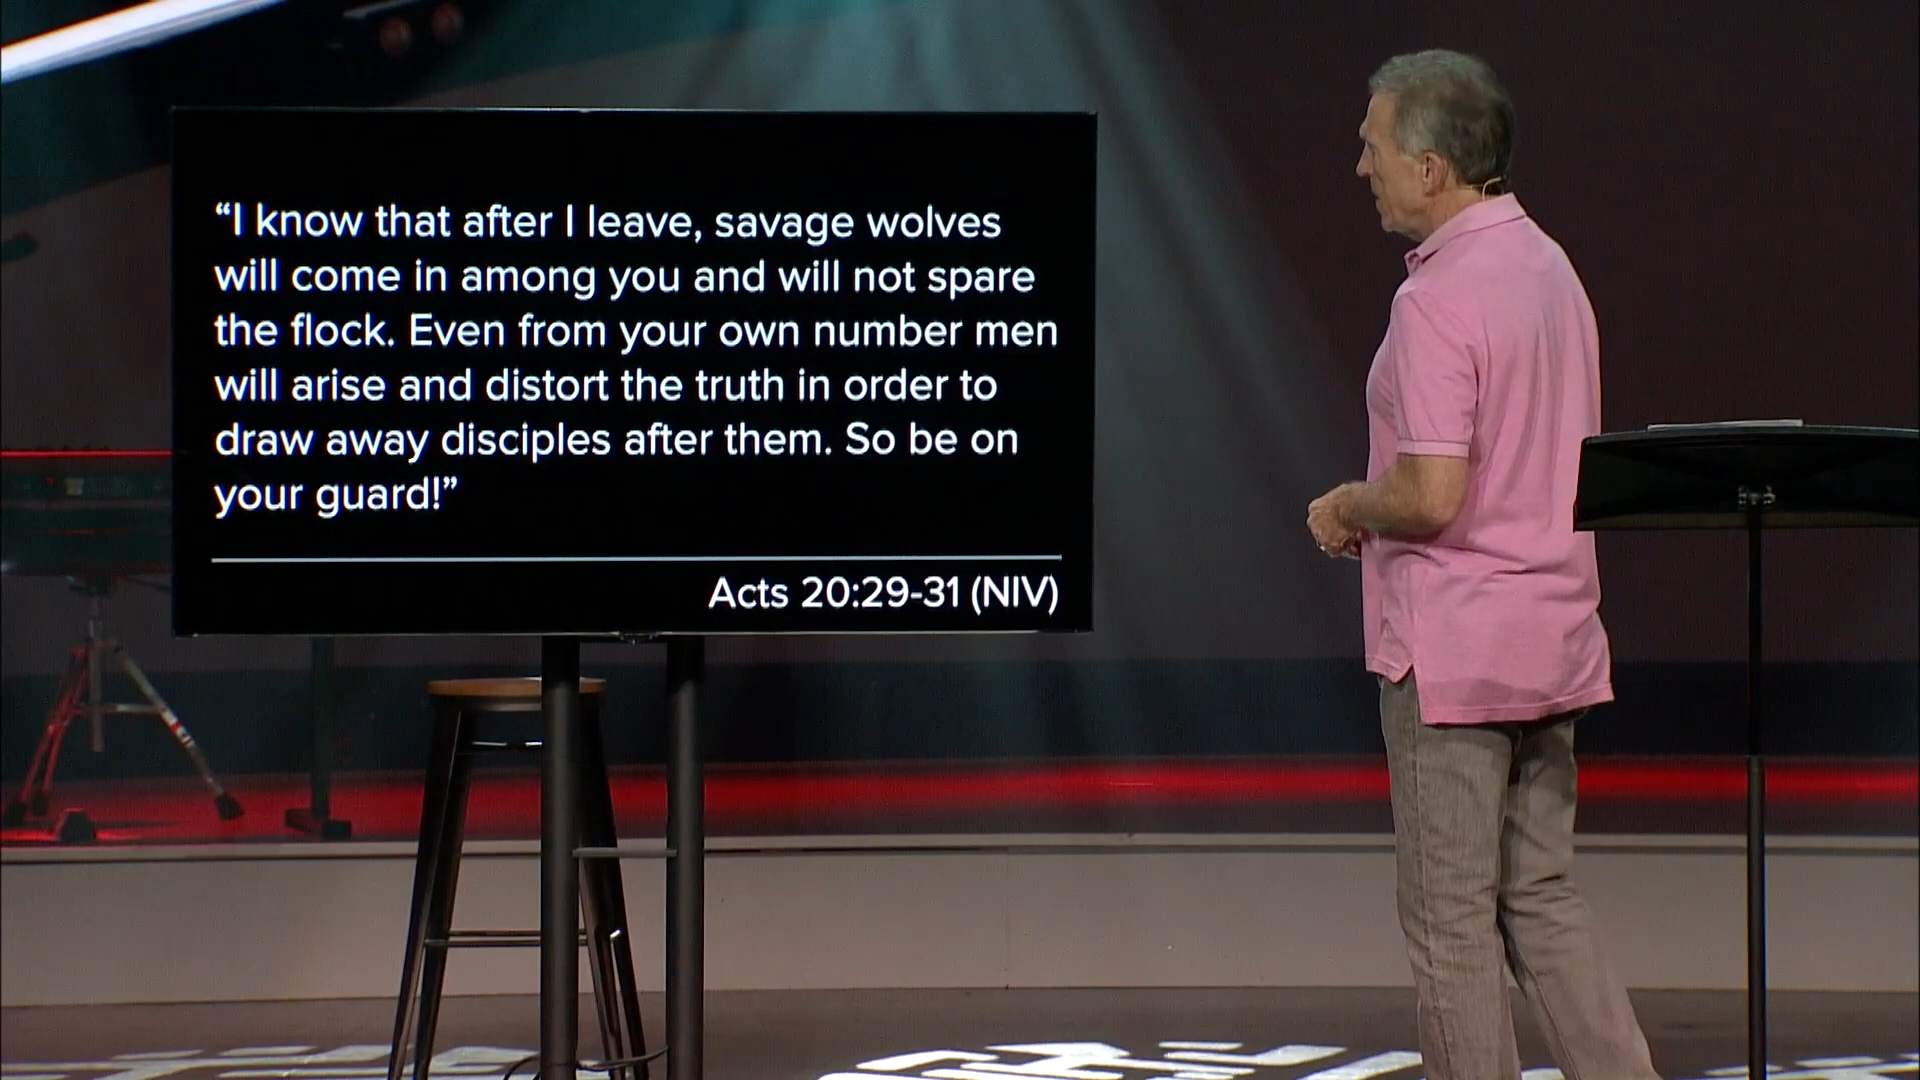 “I know that after I leave, savage wolves
will come in among you and will not spare
the flock. Even from your own number men
will arise and distort the truth in order to
draw away disciples after them. So be on
your guard!”
Acts 20:29-31 (NIV)